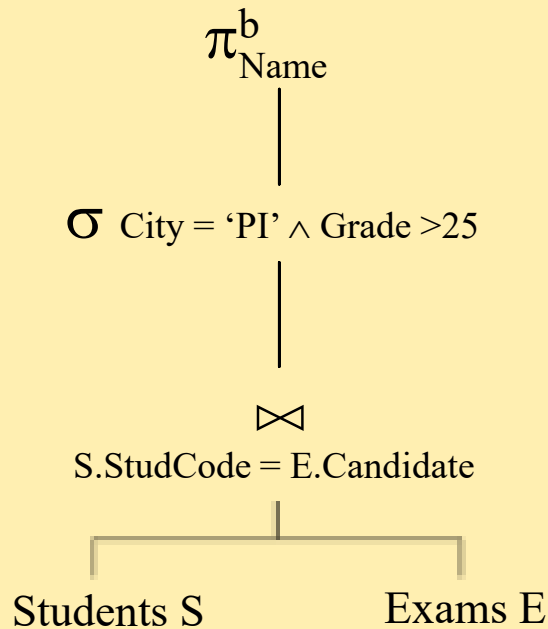 π^b_Name
σ City = ‘PI’ ∧ Grade >25
⋈
S.StudCode = E.Candidate
Students S Exams E